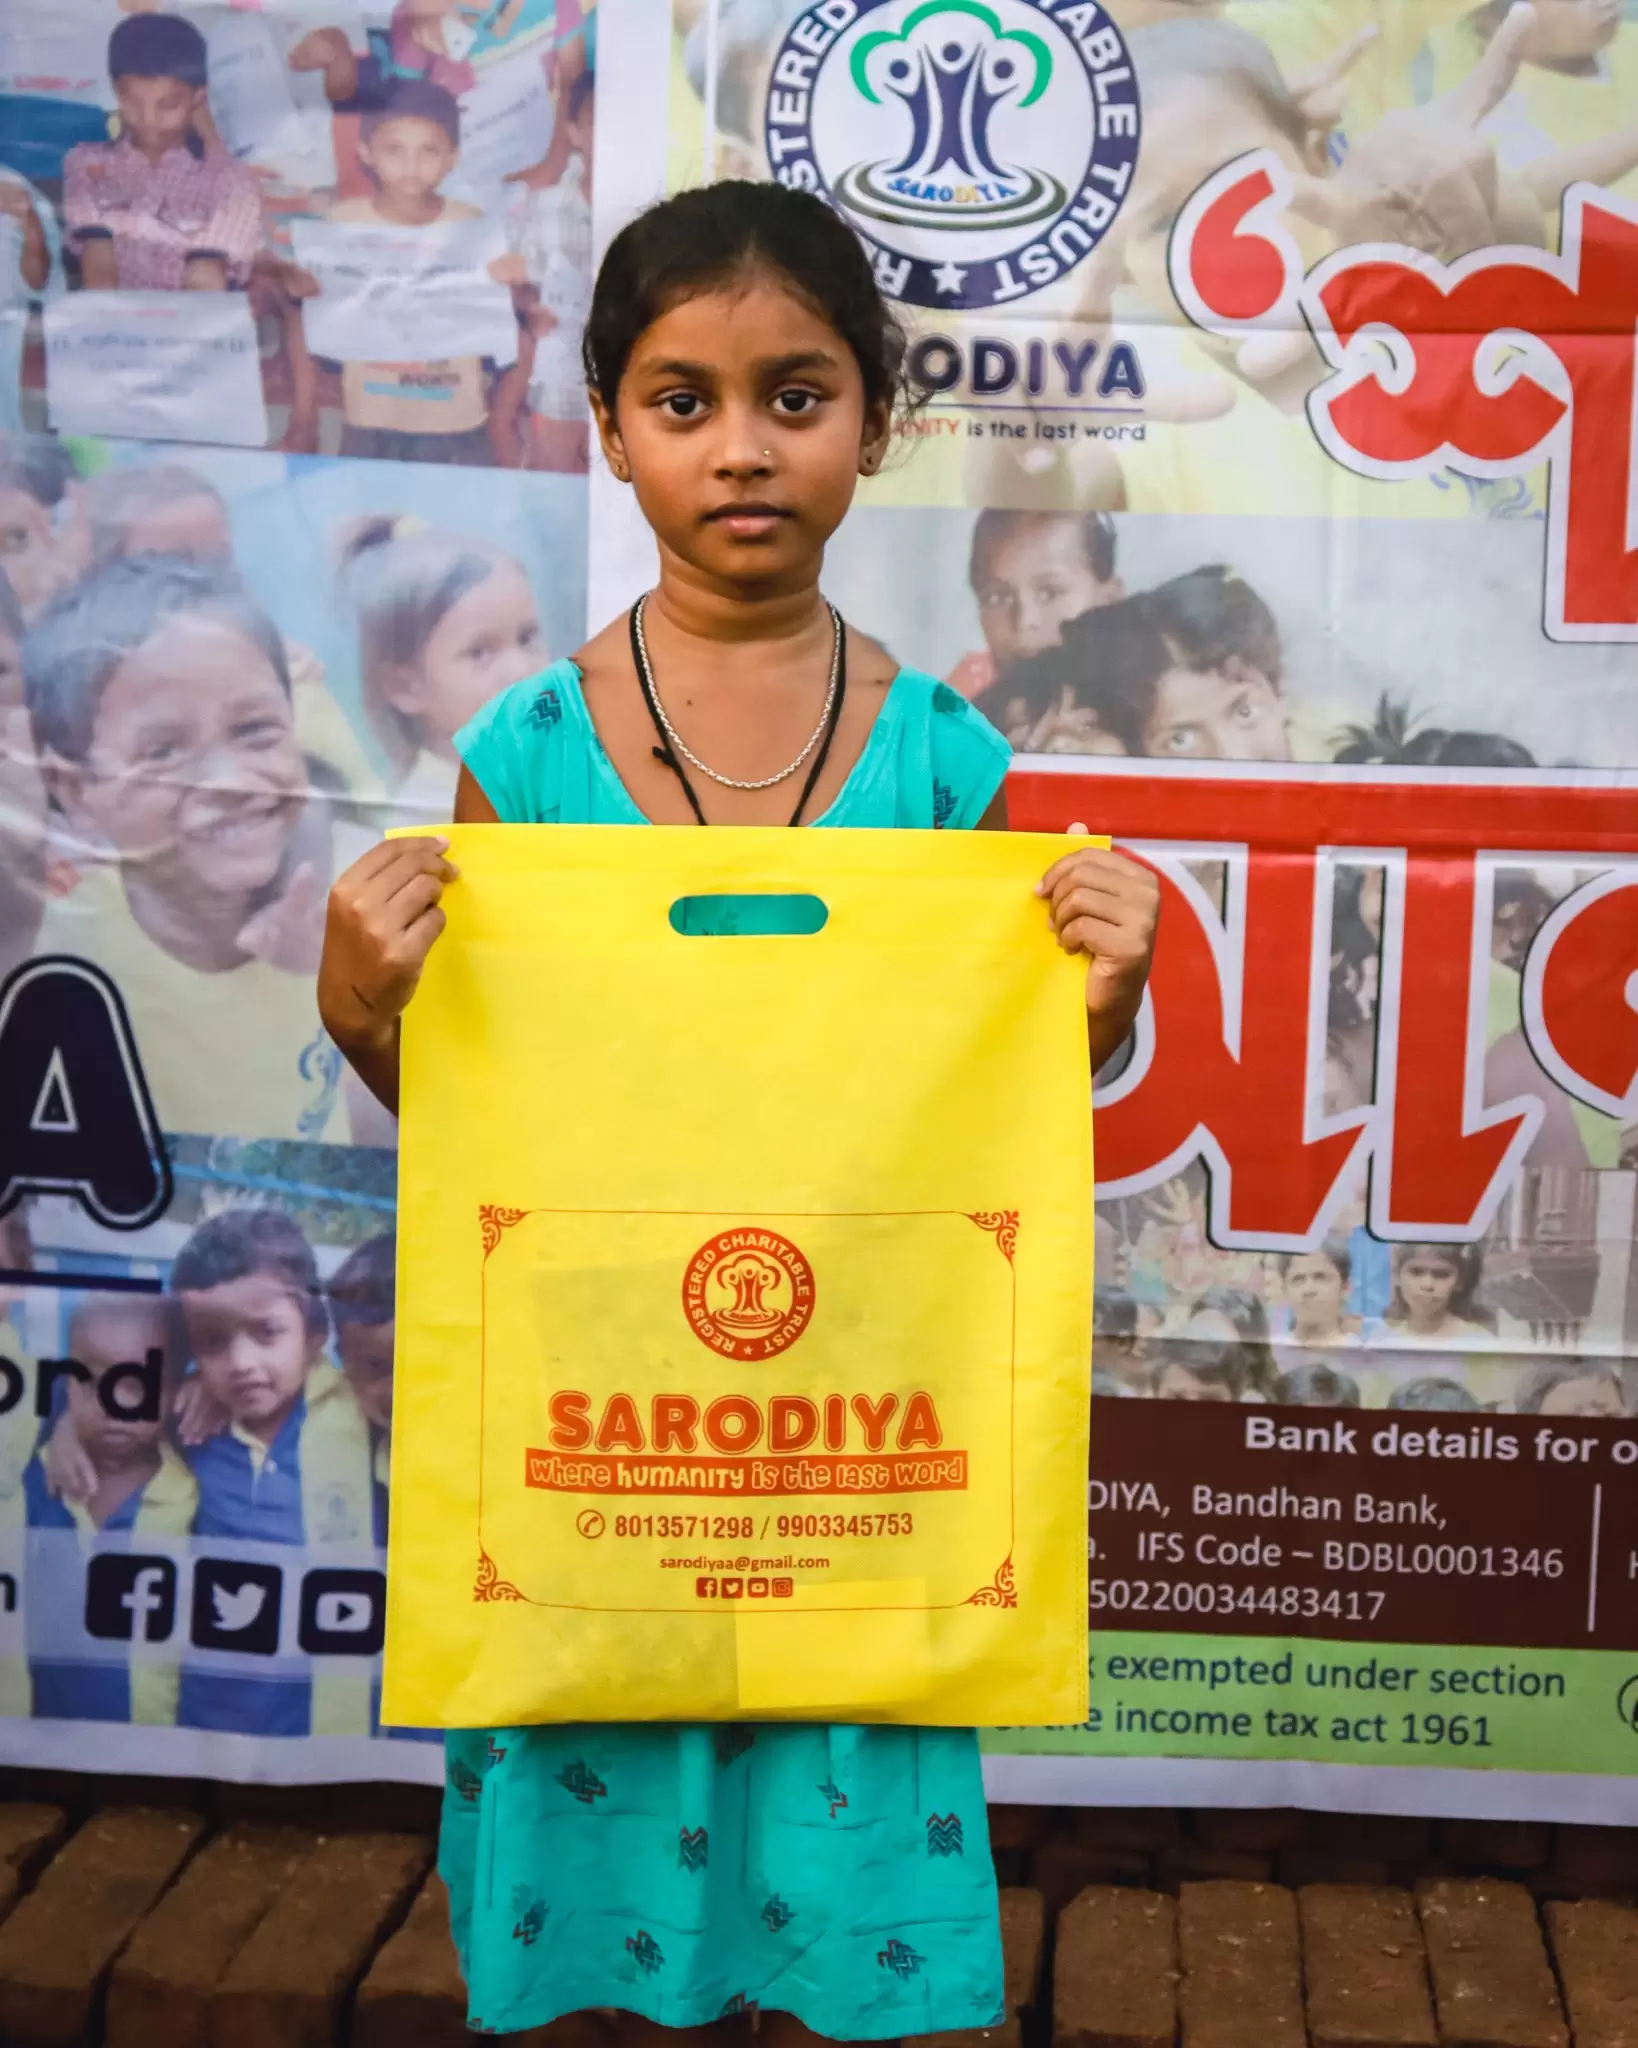 REGISTERED CHARITABLE TRUST
SARODIYA
ODIYA
is the last word
A
ord
Bank details for
DIYA, Bandhan Bank,
IFS Code – BDBL0001346
50220034483417
exempted under section
the income tax act 1961
REGISTERED CHARITABLE TRUST
SARODIYA
where humanity is the last word
8013571298 / 9903345753
sarodiyaa@gmail.com